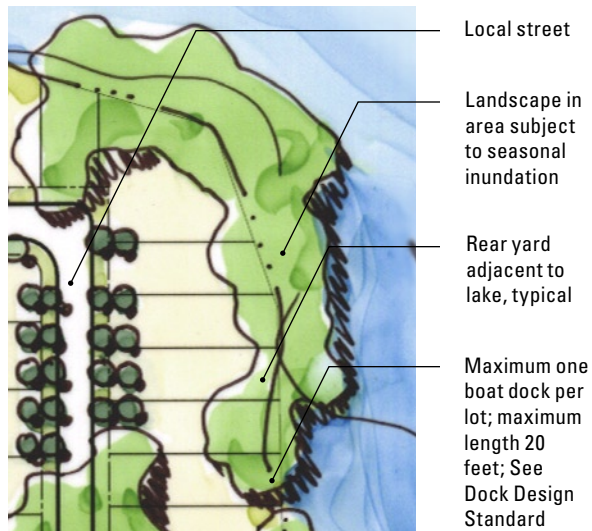 Local street
Landscape in
area subject
to seasonal
inundation
Rear yard
adjacent to
lake, typical
Maximum one
boat dock per
lot; maximum
length 20
feet; See
Dock Design
Standard